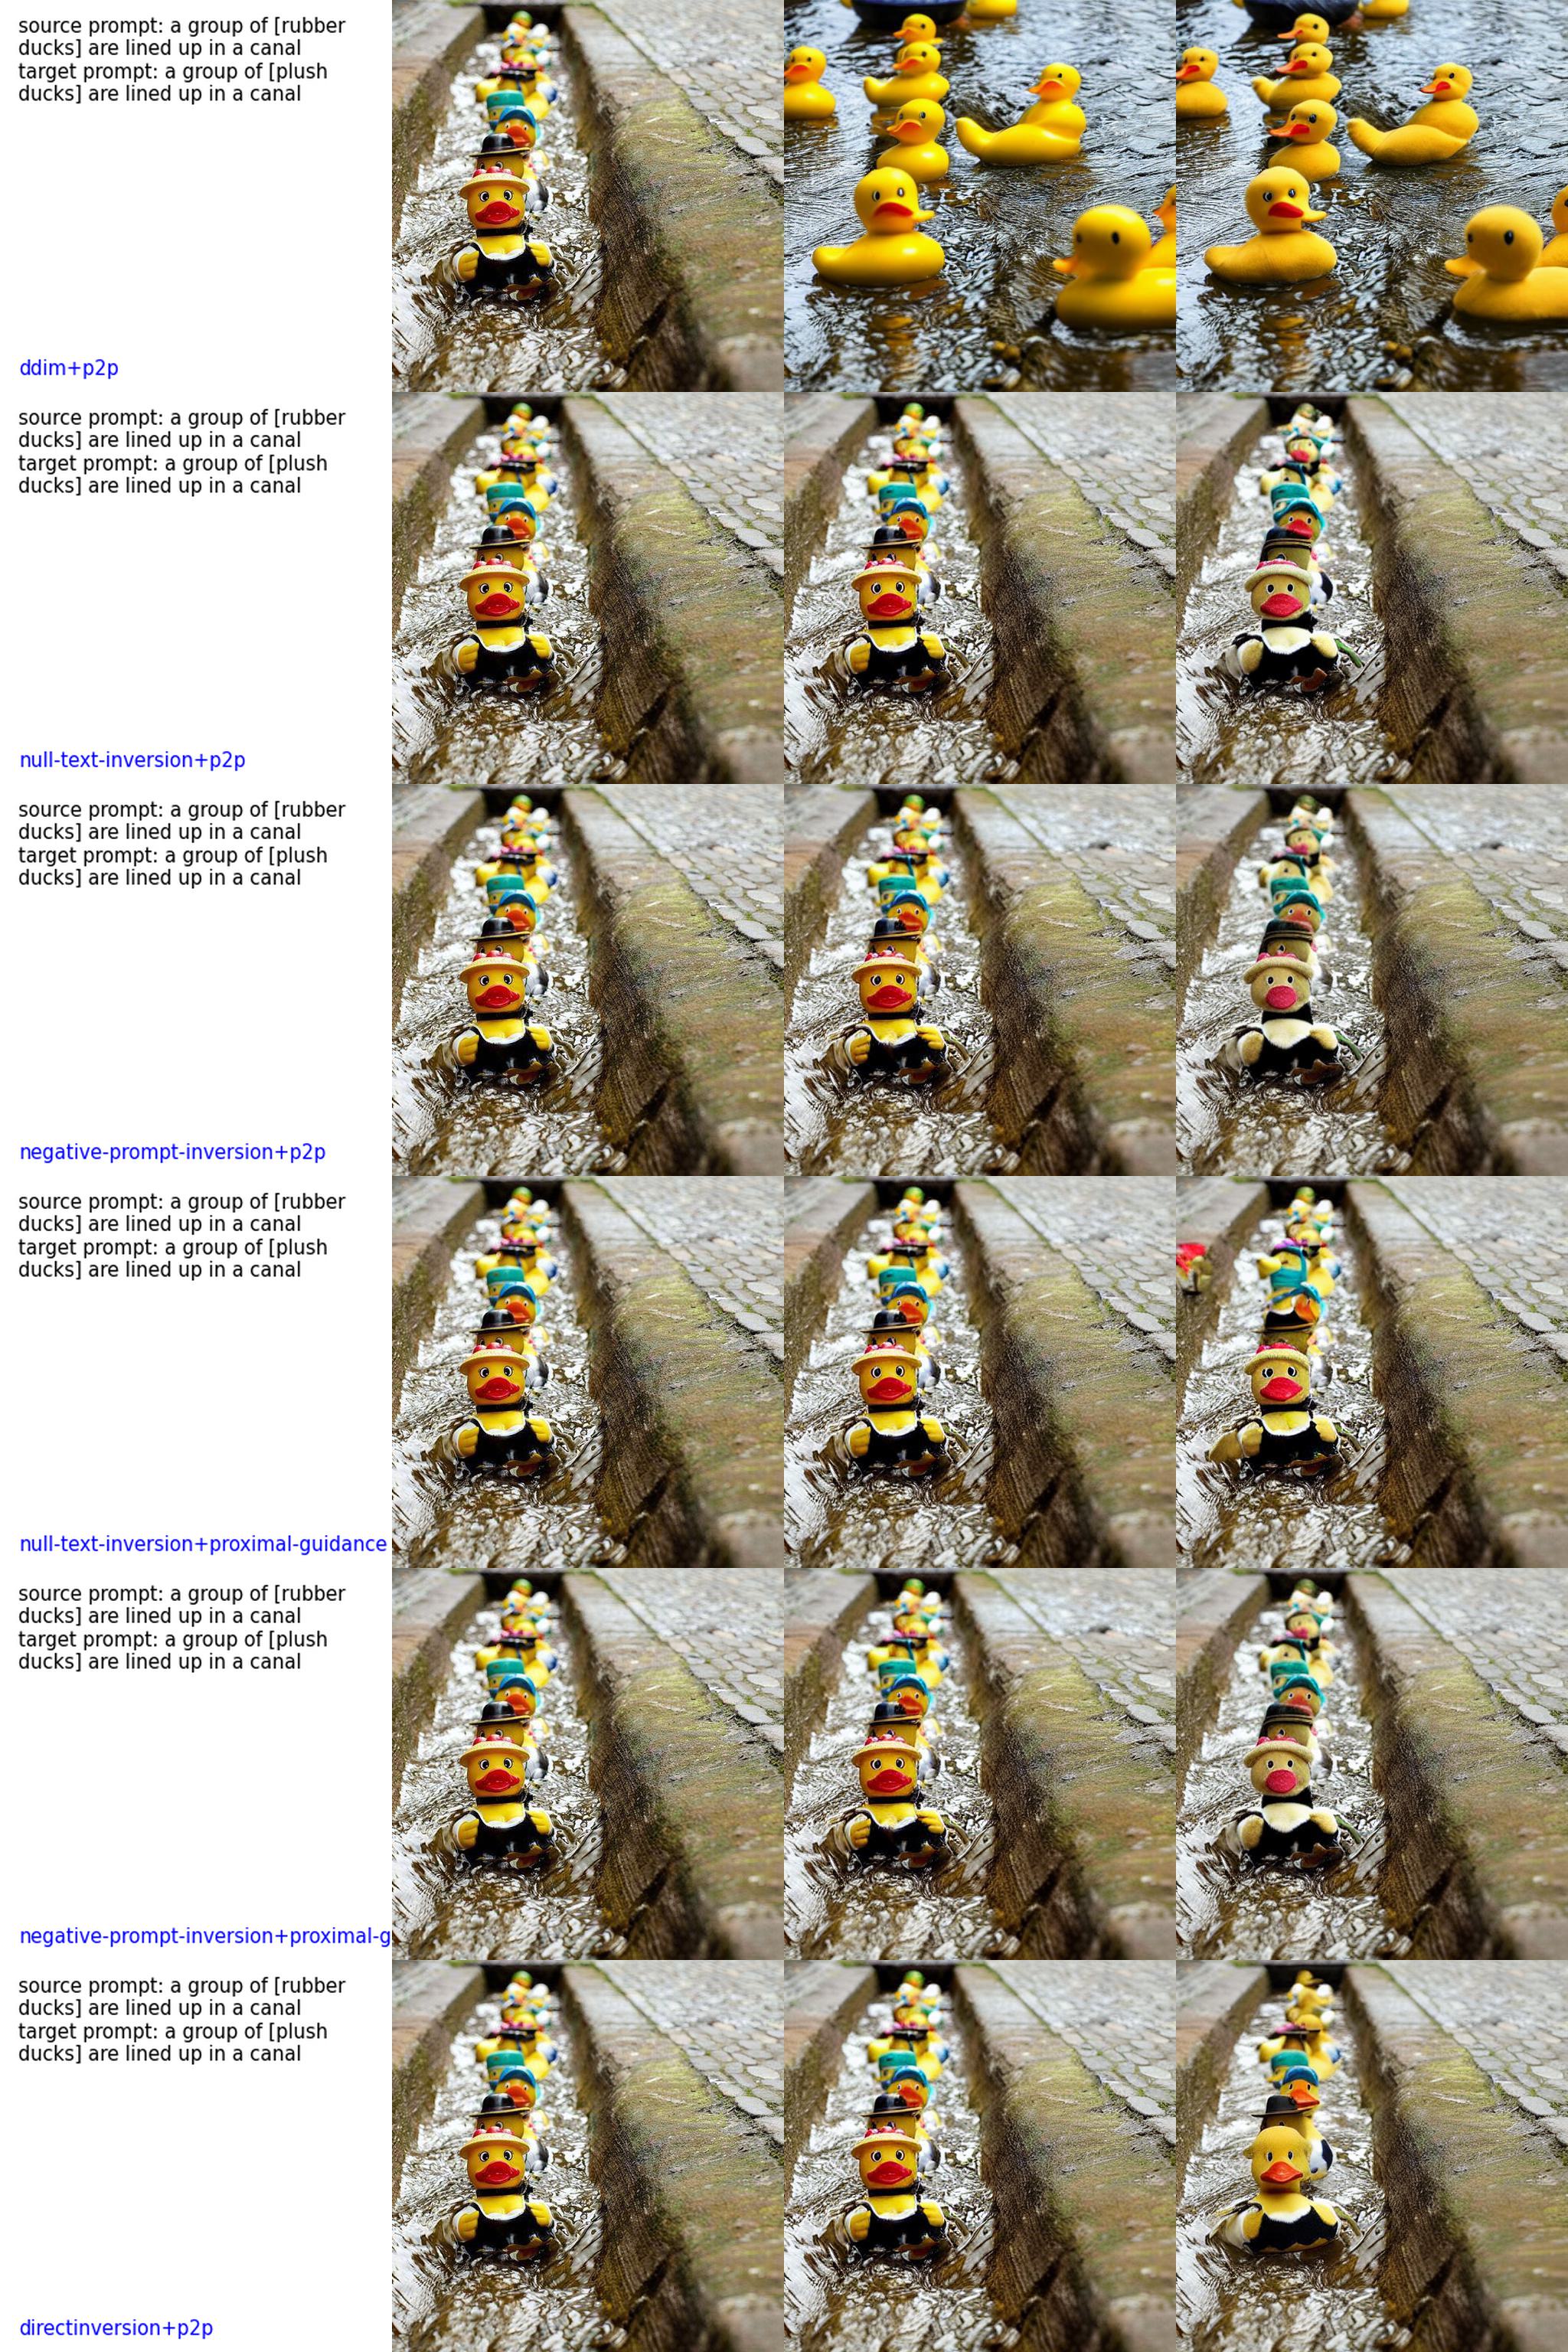 source prompt: a group of [rubber
ducks] are lined up in a canal
target prompt: a group of [plush
ducks] are lined up in a canal
ddim+p2p
source prompt: a group of [rubber
ducks] are lined up in a canal
target prompt: a group of [plush
ducks] are lined up in a canal
null-text-inversion+p2p
source prompt: a group of [rubber
ducks] are lined up in a canal
target prompt: a group of [plush
ducks] are lined up in a canal
negative-prompt-inversion+p2p
source prompt: a group of [rubber
ducks] are lined up in a canal
target prompt: a group of [plush
ducks] are lined up in a canal
null-text-inversion+proximal-guidance
source prompt: a group of [rubber
ducks] are lined up in a canal
target prompt: a group of [plush
ducks] are lined up in a canal
negative-prompt-inversion+proximal-g
source prompt: a group of [rubber
ducks] are lined up in a canal
target prompt: a group of [plush
ducks] are lined up in a canal
directinversion+p2p